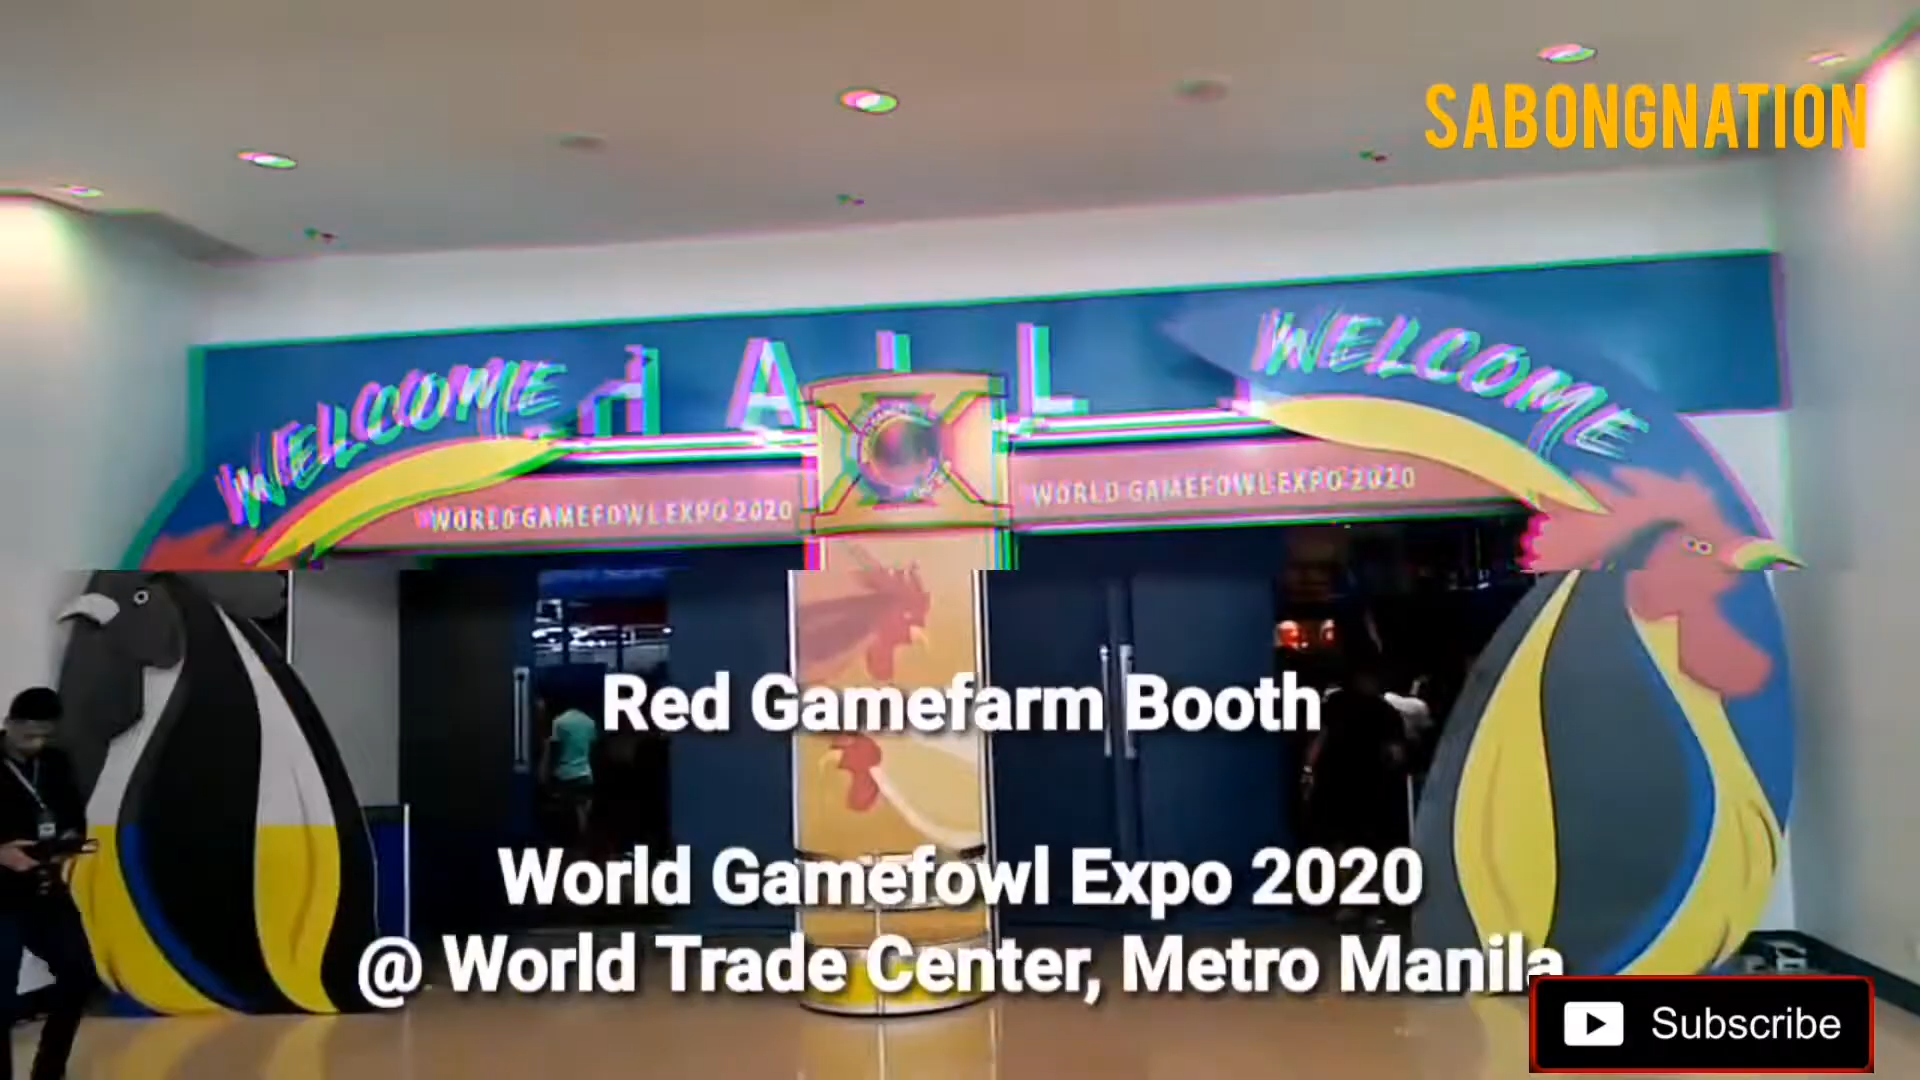 SABONGNATION
WELCOME
WELCOME
HALL
WORLD GAMEFOWL EXPO 2020
WORLD GAMEFOWL EXPO 2020
Red Gamefarm Booth
World Gamefowl Expo 2020
@ World Trade Center, Metro Manila
Subscribe